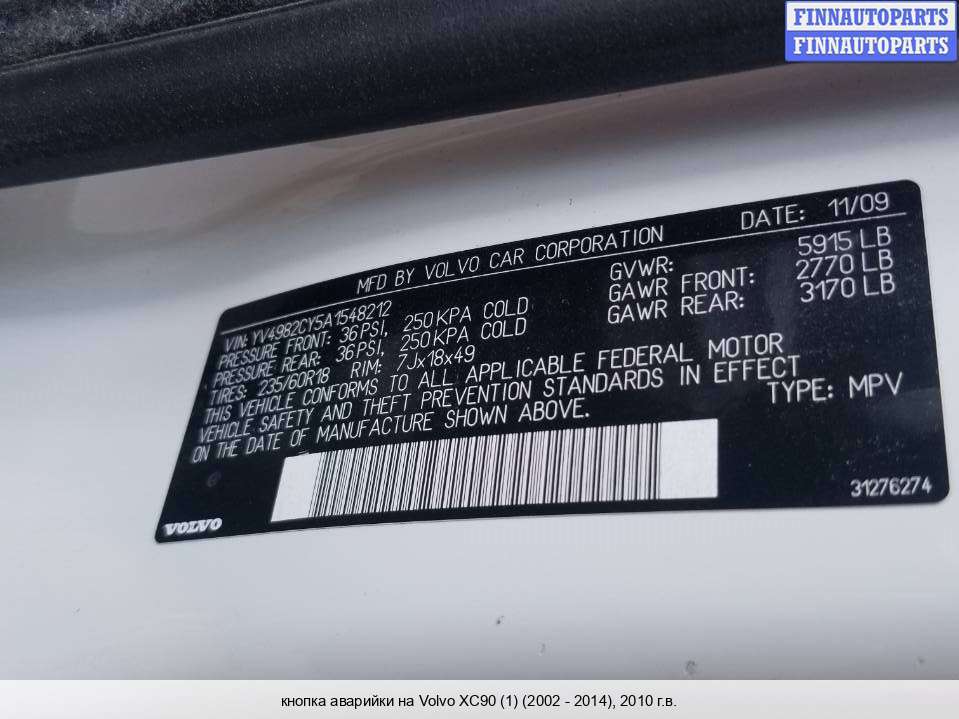 FINNAUTOPARTS
FINNAUTOPARTS
MFD BY VOLVO CAR CORPORATION
DATE: 11/09
VIN: YV4982CY5A1548212
GVWR: 5915 LB
PRESSURE FRONT: 36 PSI, 250 KPA COLD
GAWR FRONT: 2770 LB
PRESSURE REAR: 36 PSI, 250 KPA COLD
GAWR REAR: 3170 LB
TIRES: 235/60R18 RIM: 7Jx18x49
THIS VEHICLE CONFORMS TO ALL APPLICABLE FEDERAL MOTOR
VEHICLE SAFETY AND THEFT PREVENTION STANDARDS IN EFFECT
ON THE DATE OF MANUFACTURE SHOWN ABOVE.
TYPE: MPV
31276274
VOLVO
кнопка аварийки на Volvo XC90 (1) (2002 - 2014), 2010 г.в.